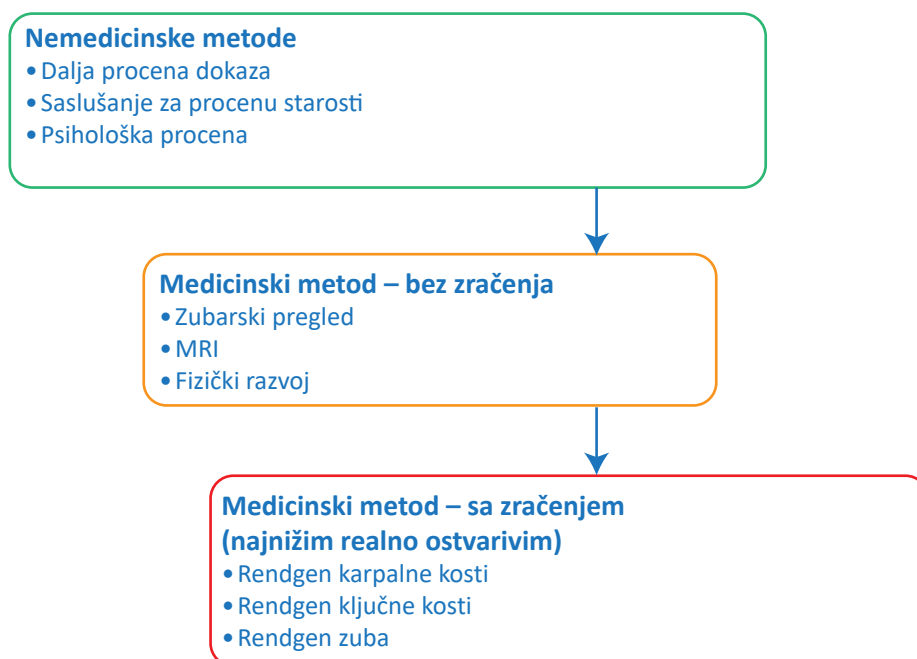 Nemedicinske metode
• Dalja procena dokaza
• Saslušanje za procenu starosti
• Psihološka procena
Medicinski metod – bez zračenja
• Zubarski pregled
• MRI
• Fizički razvoj
Medicinski metod – sa zračenjem
(najnižim realno ostvarivim)
• Rendgen karpalne kosti
• Rendgen ključne kosti
• Rendgen zuba